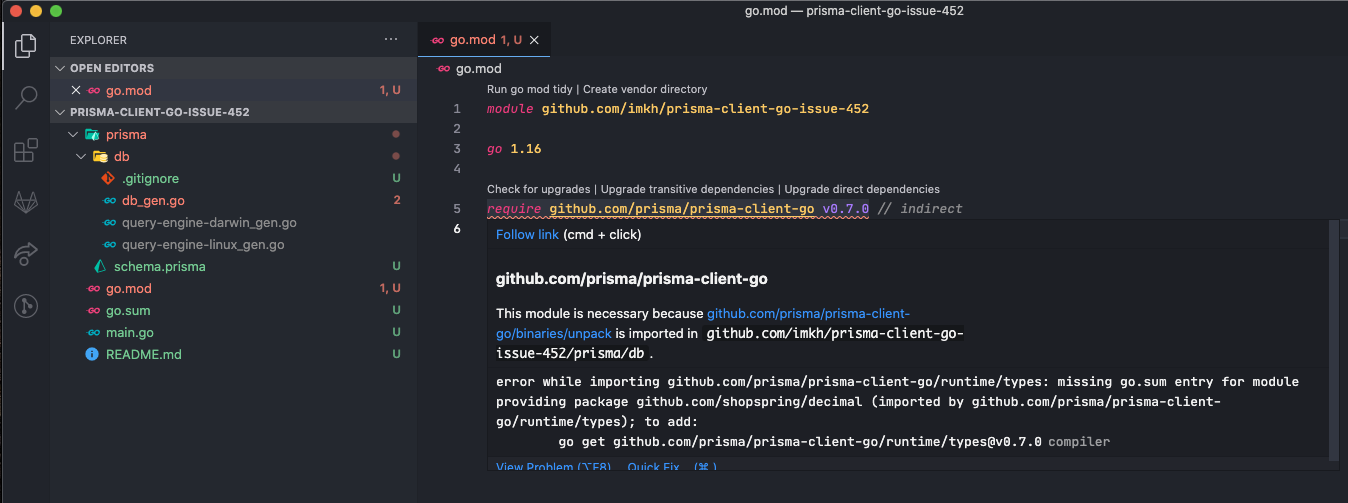 go.mod — prisma-client-go-issue-452
EXPLORER
go.mod 1, U
OPEN EDITORS
go.mod 1, U
PRISMA-CLIENT-GO-ISSUE-452
prisma
db
.gitignore U
db_gen.go 2
query-engine-darwin_gen.go
query-engine-linux_gen.go
schema.prisma U
go.mod 1, U
go.sum U
main.go U
README.md U
go.mod
Run go mod tidy | Create vendor directory
1 module github.com/imkh/prisma-client-go-issue-452
2
3 go 1.16
4
Check for upgrades | Upgrade transitive dependencies | Upgrade direct dependencies
5 require github.com/prisma/prisma-client-go v0.7.0 // indirect
6
Follow link (cmd + click)
github.com/prisma/prisma-client-go
This module is necessary because github.com/prisma/prisma-client-
go/binaries/unpack is imported in github.com/imkh/prisma-client-go-
issue-452/prisma/db .
error while importing github.com/prisma/prisma-client-go/runtime/types: missing go.sum entry for module
providing package github.com/shopspring/decimal (imported by github.com/prisma/prisma-client-
go/runtime/types); to add:
go get github.com/prisma/prisma-client-go/runtime/types@v0.7.0 compiler
View Problem (⌥F8) Quick Fix... (⌘.)